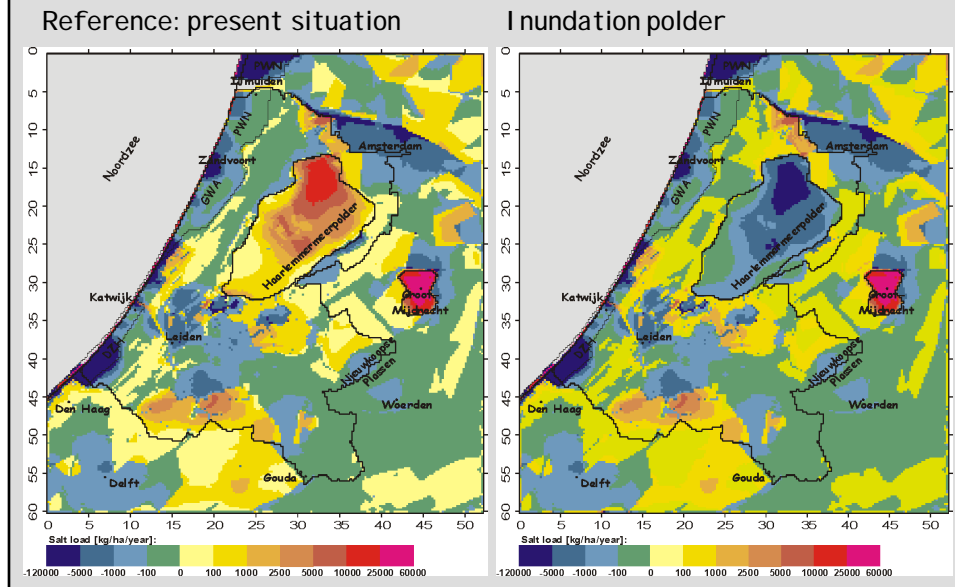 Reference: present situation
Inundation polder
0
5
10
15
20
25
30
35
40
45
50
55
60
PWN
IJmuiden
PWN
Zandvoort
GWA
Noordzee
Amsterdam
Haarlemmermeerpolder
Katwijk
Leiden
Groot
Mijdrecht
Nieuwkoopse
Plassen
Woerden
Den Haag
Delft
Gouda
0 5 10 15 20 25 30 35 40 45 50
Salt load [kg/ha/year]:
-120000 -5000 -1000 -100 0 100 1000 2500 5000 10000 25000 60000
0
5
10
15
20
25
30
35
40
45
50
55
60
PWN
IJmuiden
PWN
Zandvoort
GWA
Noordzee
Amsterdam
Haarlemmermeerpolder
Katwijk
Leiden
Groot
Mijdrecht
Nieuwkoopse
Plassen
Woerden
Den Haag
Delft
Gouda
0 5 10 15 20 25 30 35 40 45 50
Salt load [kg/ha/year]:
-120000 -5000 -1000 -100 0 100 1000 2500 5000 10000 25000 60000